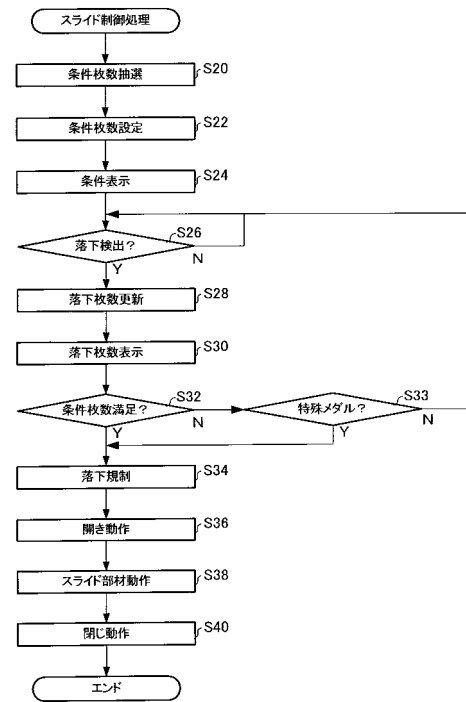 スライド制御処理
条件枚数抽選 S20
条件枚数設定 S22
条件表示 S24
落下検出? S26
Y N
落下枚数更新 S28
落下枚数表示 S30
条件枚数満足? S32 特殊メダル? S33
Y N Y N
落下規制 S34
開き動作 S36
スライド部材動作 S38
閉じ動作 S40
エンド